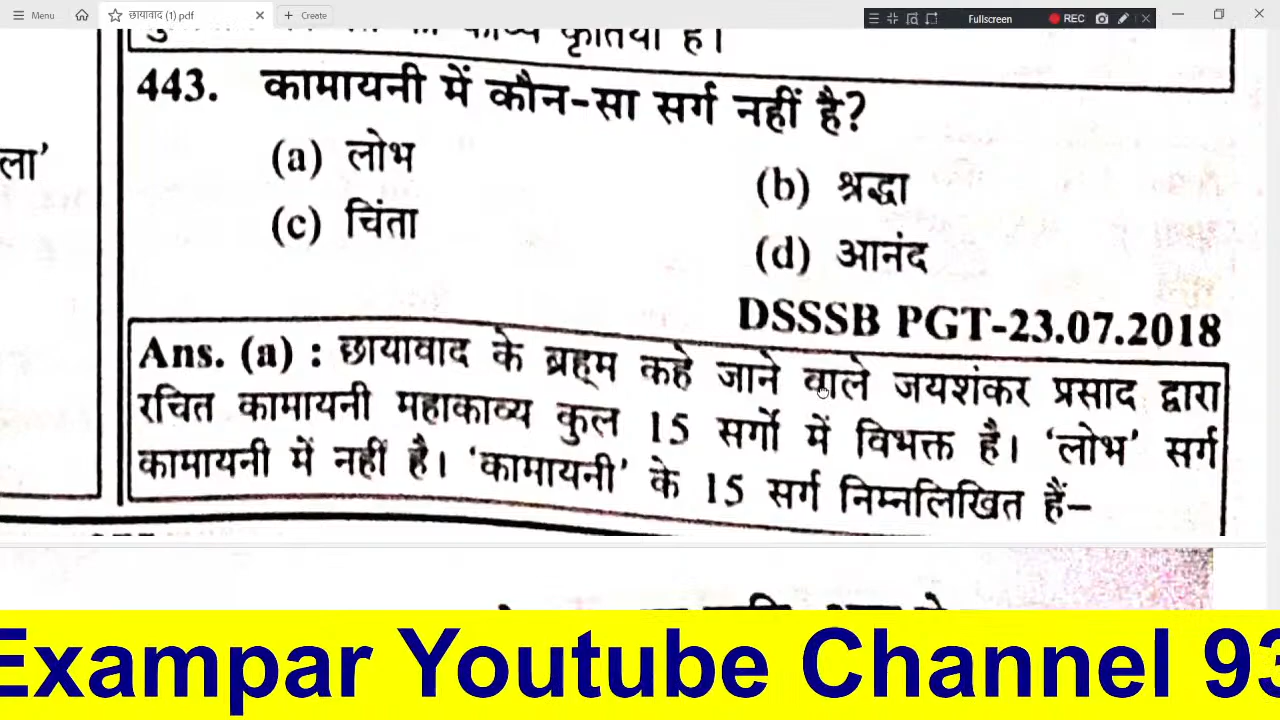 Menu
छायावाद (1).pdf
Create
Fullscreen
REC
काव्य कृतियाँ हैं।
443. कामायनी में कौन-सा सर्ग नहीं है?
ला'
(a) लोभ
(b) श्रद्धा
(c) चिंता
(d) आनंद
DSSSB PGT-23.07.2018
Ans. (a) : छायावाद के ब्रह्म कहे जाने वाले जयशंकर प्रसाद द्वारा
रचित कामायनी महाकाव्य कुल 15 सर्गों में विभक्त है। 'लोभ' सर्ग
कामायनी में नहीं है। 'कामायनी' के 15 सर्ग निम्नलिखित हैं–
Exampar Youtube Channel 93